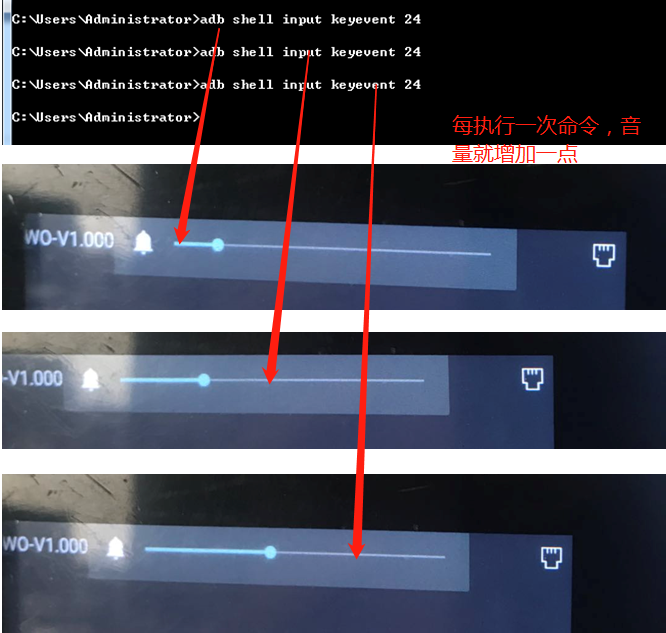 C:\Users\Administrator>adb shell input keyevent 24
C:\Users\Administrator>adb shell input keyevent 24
C:\Users\Administrator>adb shell input keyevent 24
C:\Users\Administrator>
每执行一次命令，音
量就增加一点
WO-V1.000
-V1.000
WO-V1.000